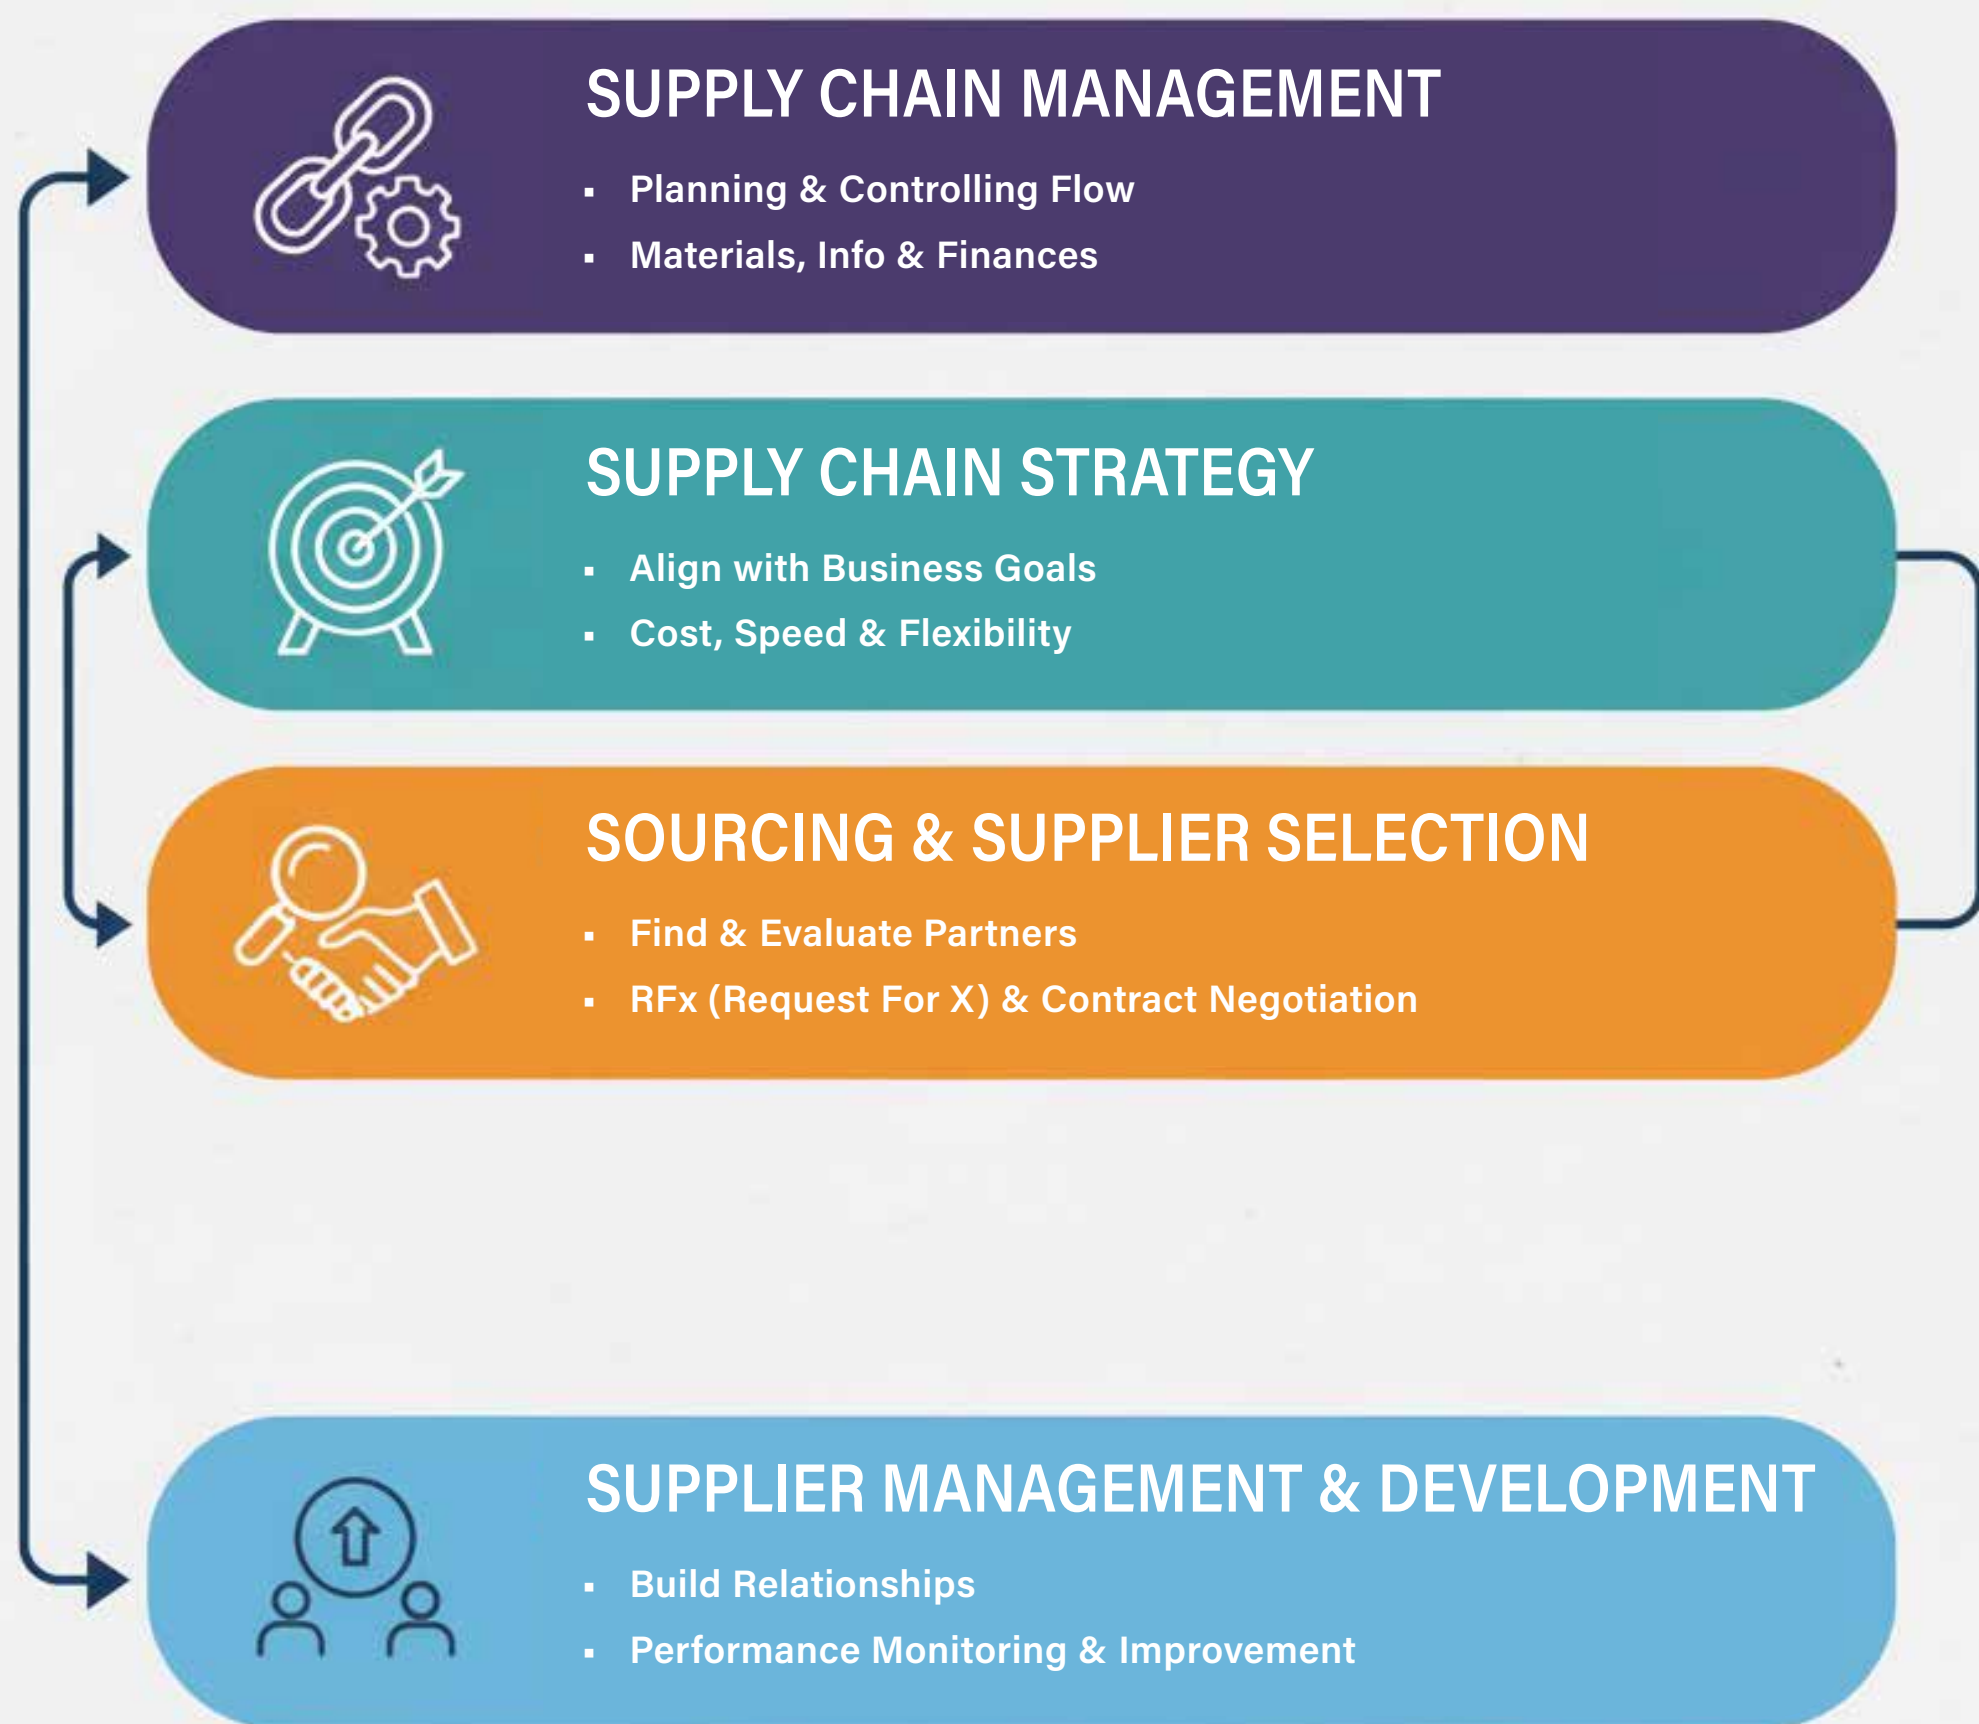 SUPPLY CHAIN MANAGEMENT
▪ Planning & Controlling Flow
▪ Materials, Info & Finances
SUPPLY CHAIN STRATEGY
▪ Align with Business Goals
▪ Cost, Speed & Flexibility
SOURCING & SUPPLIER SELECTION
▪ Find & Evaluate Partners
▪ RFx (Request For X) & Contract Negotiation
SUPPLIER MANAGEMENT & DEVELOPMENT
▪ Build Relationships
▪ Performance Monitoring & Improvement